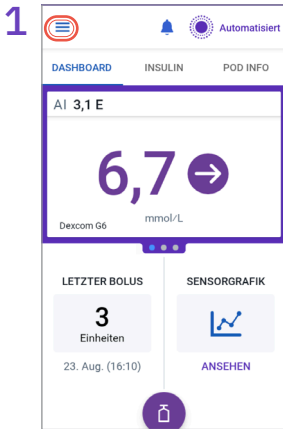 1
Automatisiert
DASHBOARD INSULIN POD INFO
AI 3,1 E
6,7
mmol/L
Dexcom G6
LETZTER BOLUS SENSORGRAFIK
3
Einheiten
23. Aug. (16:10) ANSEHEN